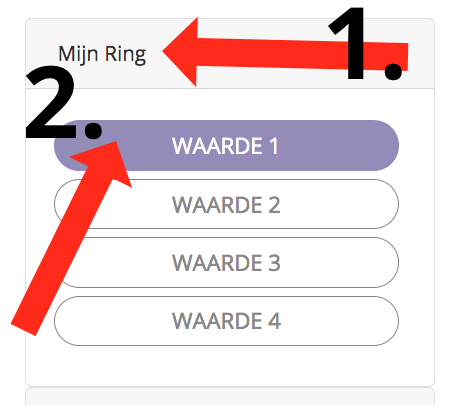 1.
Mijn Ring
2.
WAARDE 1
WAARDE 2
WAARDE 3
WAARDE 4